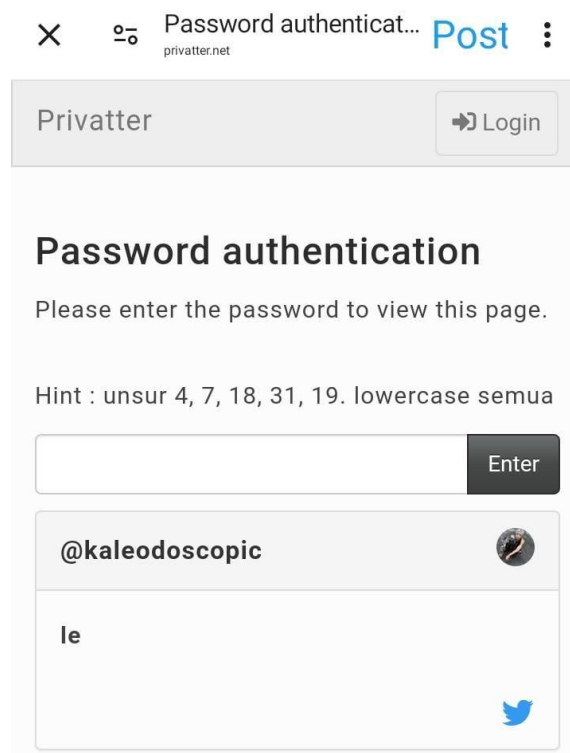 Password authenticat... Post
privatter.net
Privatter
Login
Password authentication
Please enter the password to view this page.
Hint : unsur 4, 7, 18, 31, 19. lowercase semua
Enter
@kaleodoscopic
le